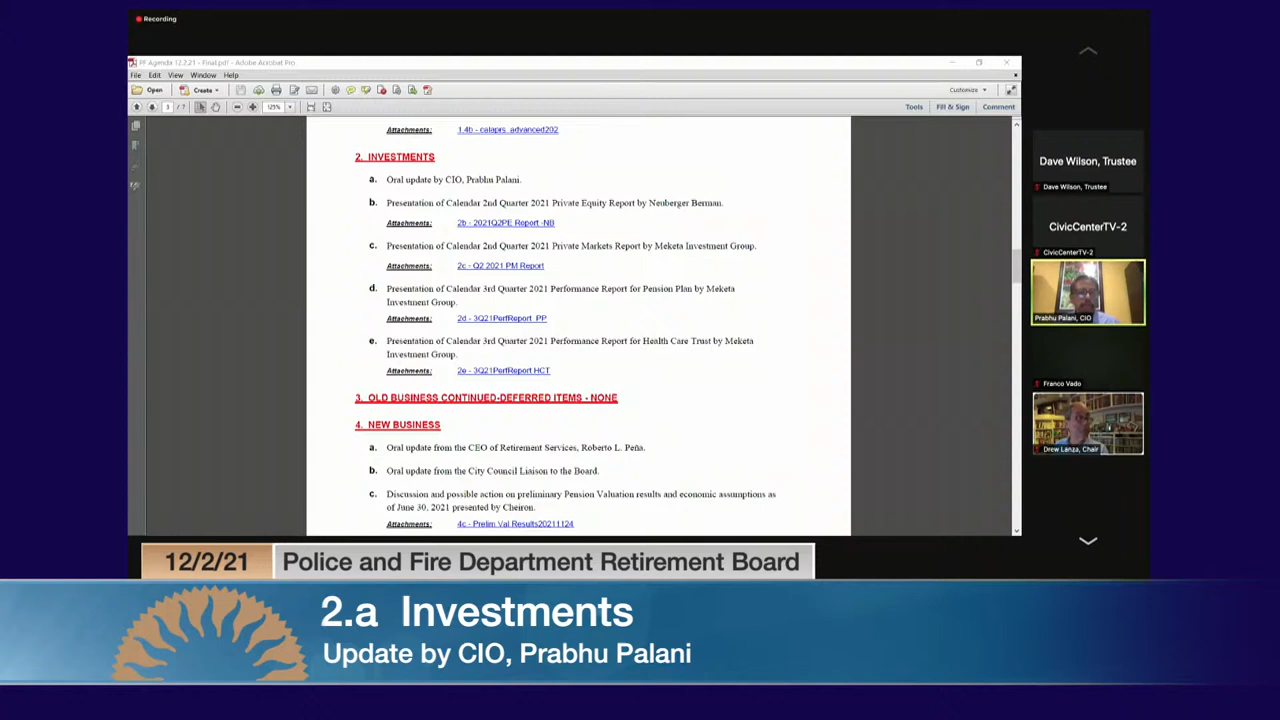 Recording
PF Agenda 12.2.21 - Final.pdf - Adobe Acrobat Pro
File Edit View Window Help
Open Create Customize
3 / 7 125% Tools Fill & Sign Comment
Attachments: 1.4b - calaprs_advanced202
2. INVESTMENTS
a. Oral update by CIO, Prabhu Palani.
b. Presentation of Calendar 2nd Quarter 2021 Private Equity Report by Neuberger Berman.
Attachments: 2b - 2021Q2PE Report -NB
c. Presentation of Calendar 2nd Quarter 2021 Private Markets Report by Meketa Investment Group.
Attachments: 2c - Q2 2021 PM Report
d. Presentation of Calendar 3rd Quarter 2021 Performance Report for Pension Plan by Meketa
Investment Group.
Attachments: 2d - 3Q21PerfReport_PP
e. Presentation of Calendar 3rd Quarter 2021 Performance Report for Health Care Trust by Meketa
Investment Group.
Attachments: 2e - 3Q21PerfReport HCT
3. OLD BUSINESS CONTINUED-DEFERRED ITEMS - NONE
4. NEW BUSINESS
a. Oral update from the CEO of Retirement Services, Roberto L. Peña.
b. Oral update from the City Council Liaison to the Board.
c. Discussion and possible action on preliminary Pension Valuation results and economic assumptions as
of June 30, 2021 presented by Cheiron.
Attachments: 4c - Prelim Val Results20211124
Dave Wilson, Trustee
Dave Wilson, Trustee
CivicCenterTV-2
CivicCenterTV-2
Prabhu Palani, CIO
Franco Vado
Drew Lanza, Chair
12/2/21 Police and Fire Department Retirement Board
2.a Investments
Update by CIO, Prabhu Palani